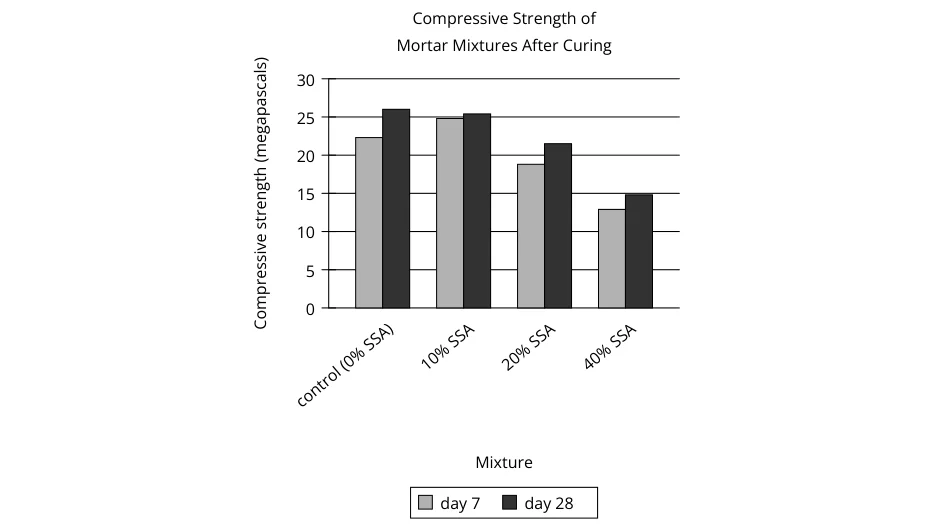 Compressive Strength of
Mortar Mixtures After Curing
Compressive strength (megapascals)
30
25
20
15
10
5
0
control (0% SSA)
10% SSA
20% SSA
40% SSA
Mixture
day 7
day 28